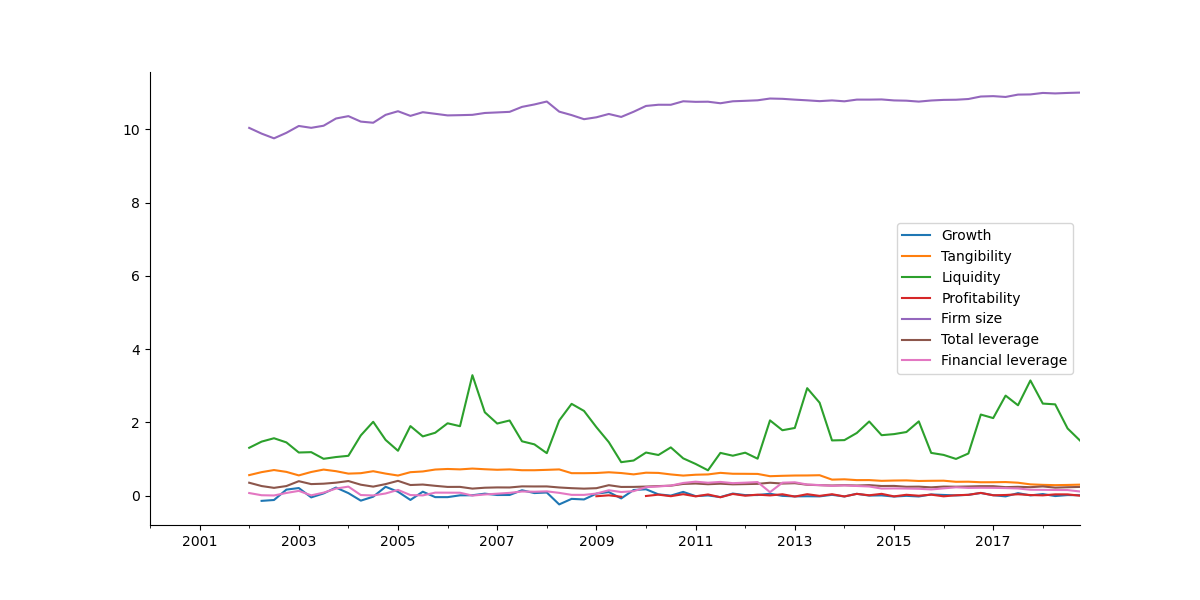 10
8
6
4
2
0
2001 2003 2005 2007 2009 2011 2013 2015 2017
Growth
Tangibility
Liquidity
Profitability
Firm size
Total leverage
Financial leverage